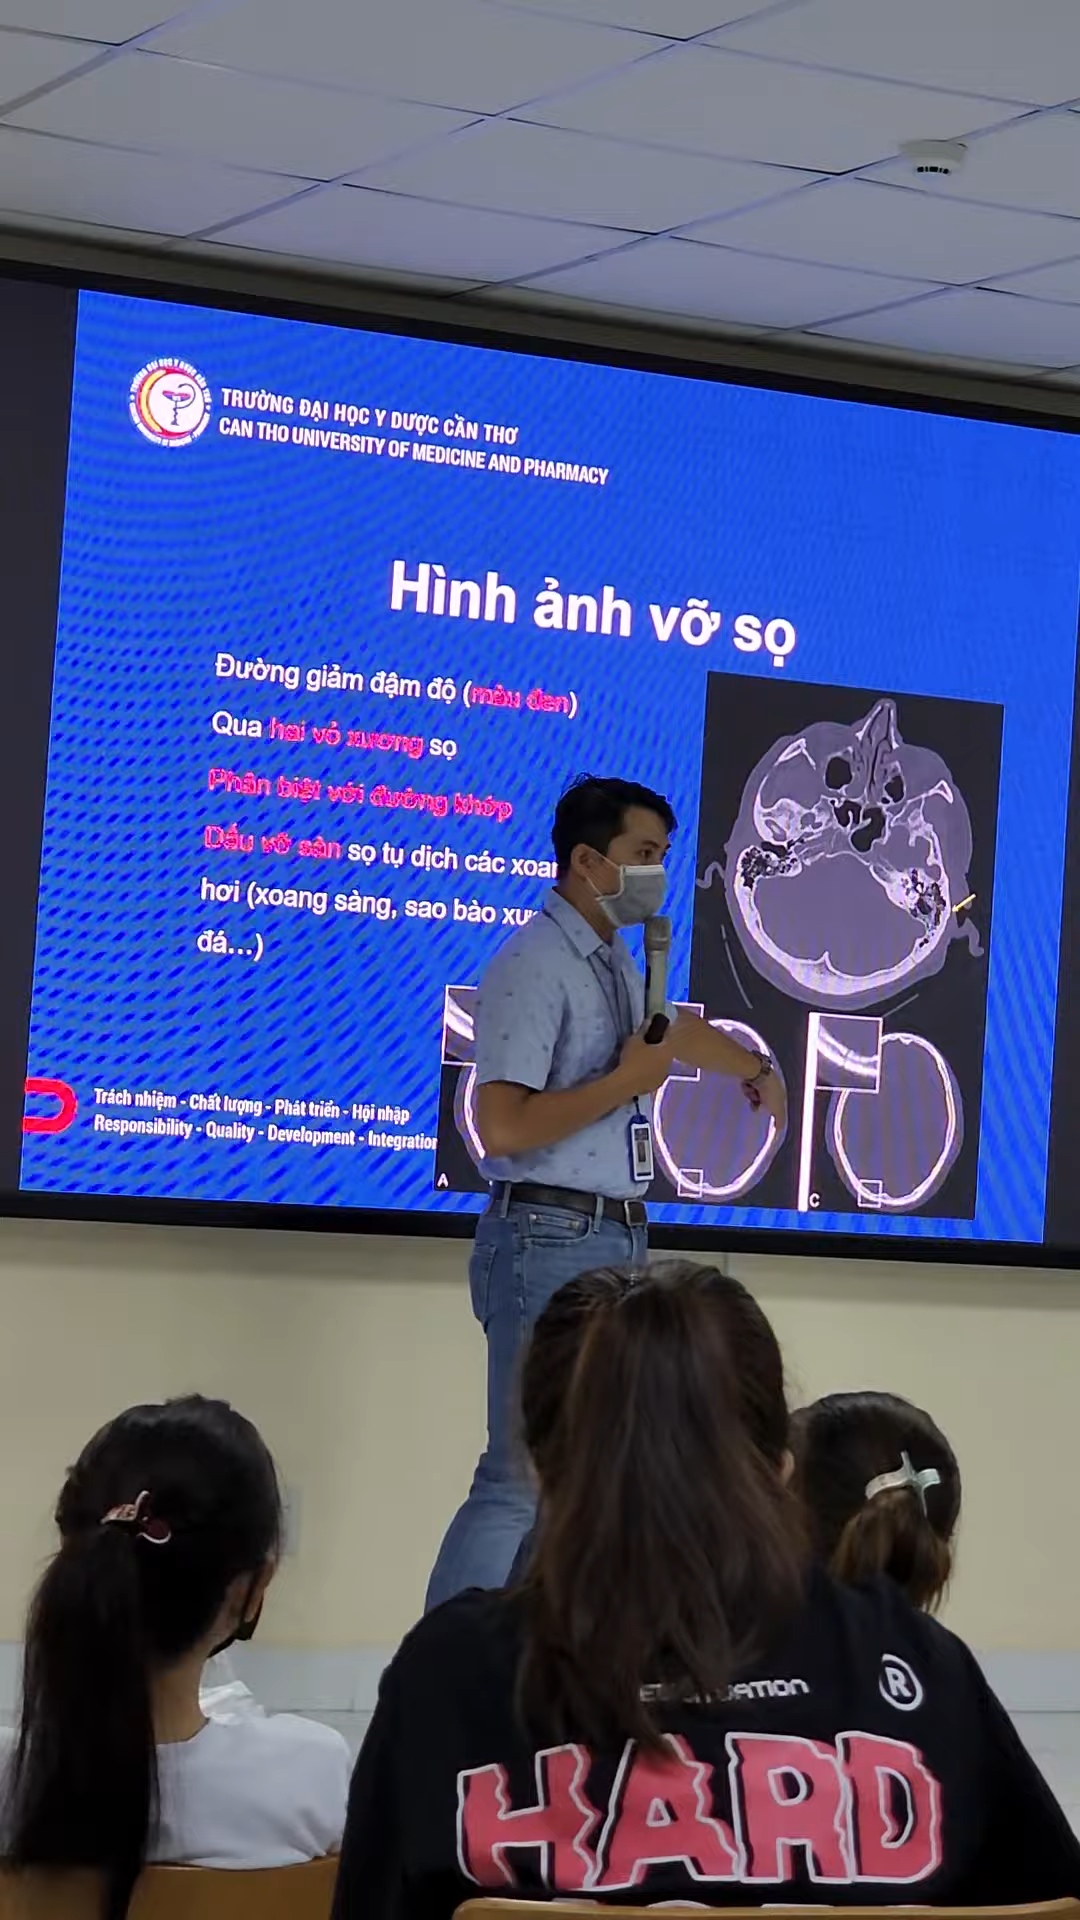 TRƯỜNG ĐẠI HỌC Y DƯỢC CẦN THƠ
CAN THO UNIVERSITY OF MEDICINE AND PHARMACY
Hình ảnh vỡ sọ
Đường giảm đậm độ (màu đen)
Qua hai vỏ xương sọ
Phân biệt với đường khớp
Dấu vỡ sàn sọ tụ dịch các
hơi (xoang sàng, sao bào
đá...)
Trách nhiệm - Chất lượng - Phát triển - Hội nhập
Responsibility - Quality - Development - Integration
A
C
®
HARD